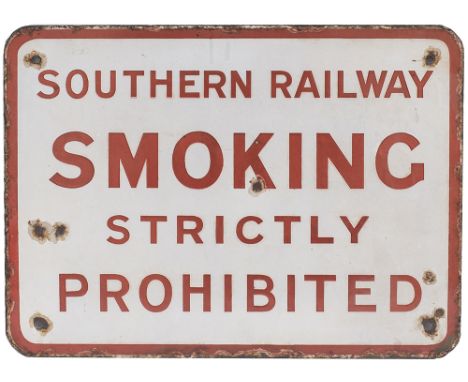 SOUTHERN RAILWAY
SMOKING
STRICTLY
PROHIBITED